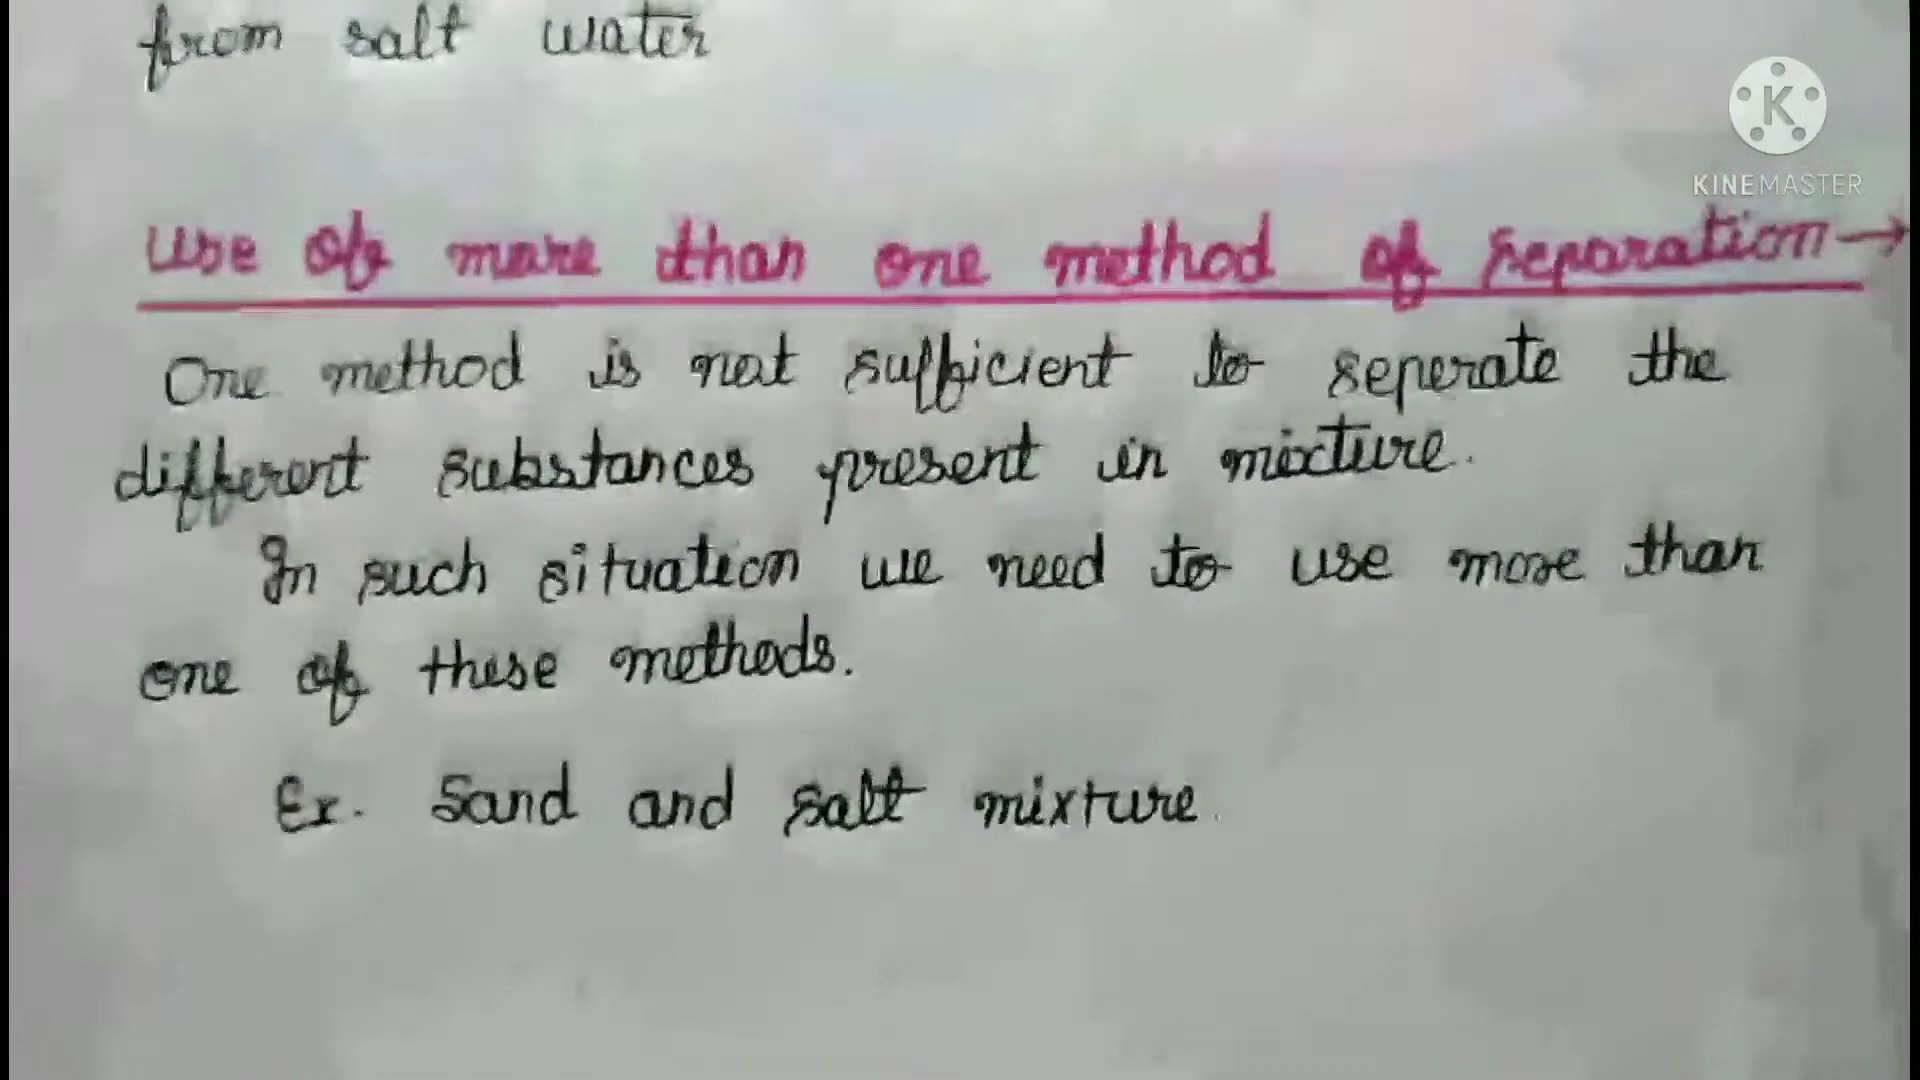 from salt water
KINEMASTER
use of more than one method of separation→
One method is not sufficient to seperate the
different substances present in mixture.
In such situation we need to use more than
one of these methods.
Ex. Sand and salt mixture.